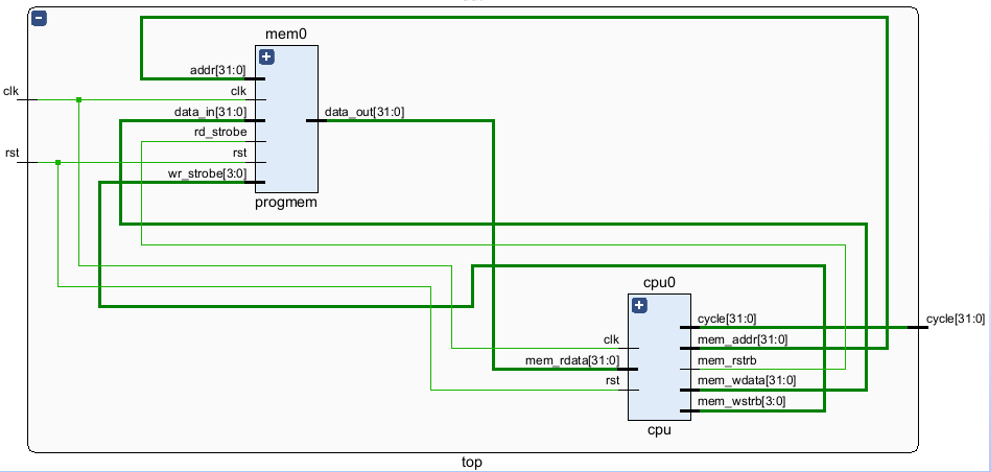 mem0
addr[31:0]
clk
clk
data_in[31:0]
data_out[31:0]
rd_strobe
rst
rst
wr_strobe[3:0]
progmem
cpu0
cycle[31:0]
cycle[31:0]
clk
mem_addr[31:0]
mem_rdata[31:0]
mem_rstrb
rst
mem_wdata[31:0]
mem_wstrb[3:0]
cpu
top